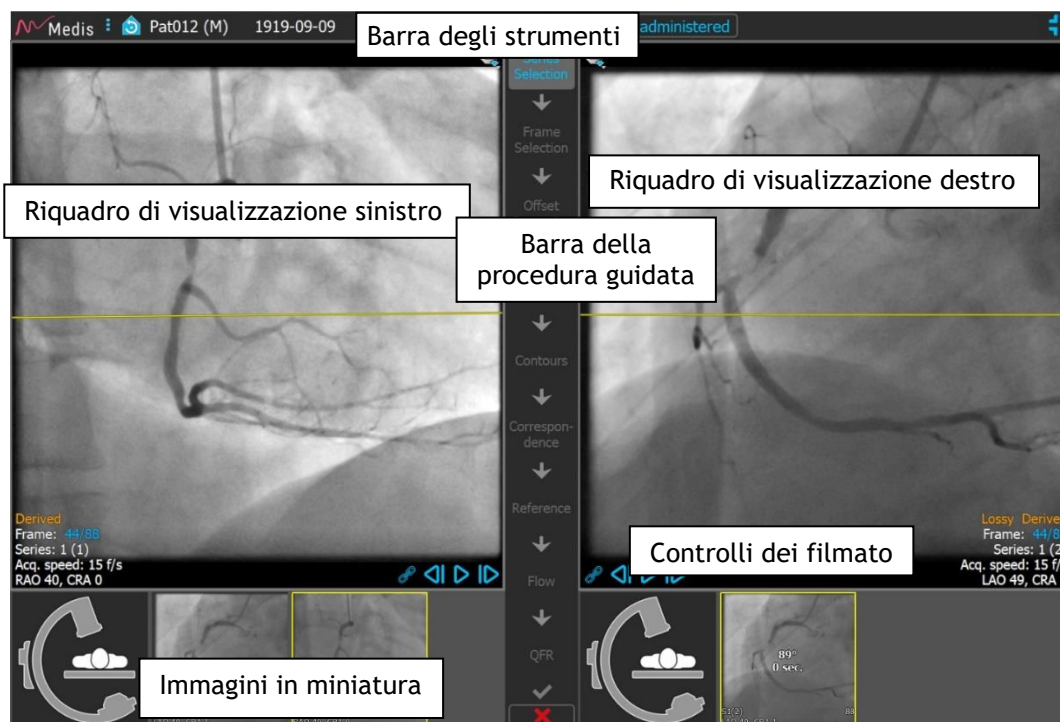 Medis Pat012 (M) 1919-09-09 Barra degli strumenti administered
Series
Selection
Frame
Selection
Offset
Riquadro di visualizzazione sinistro
Riquadro di visualizzazione destro
Barra della
procedura guidata
Contours
Correspon-
dence
Reference
Flow
QFR
Derived
Frame: 44/88
Series: 1 (1)
Acq. speed: 15 f/s
RAO 40, CRA 0
Lossy Derive
Frame: 44/8
Series: 1 (2
Acq. speed: 15 f/
LAO 49, CRA
Controlli dei filmato
Immagini in miniatura
89°
0 sec.
S1(2) 88